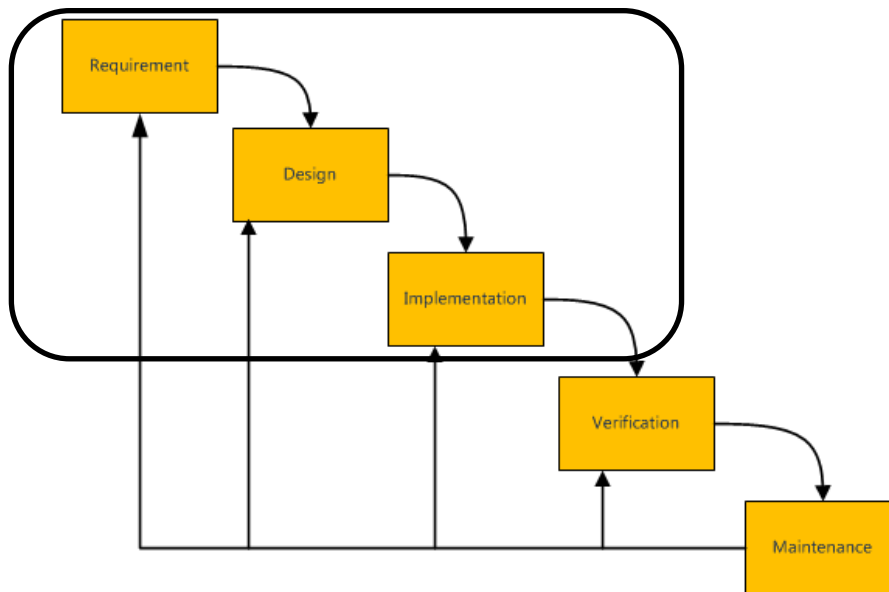 Requirement
Design
Implementation
Verification
Maintenance